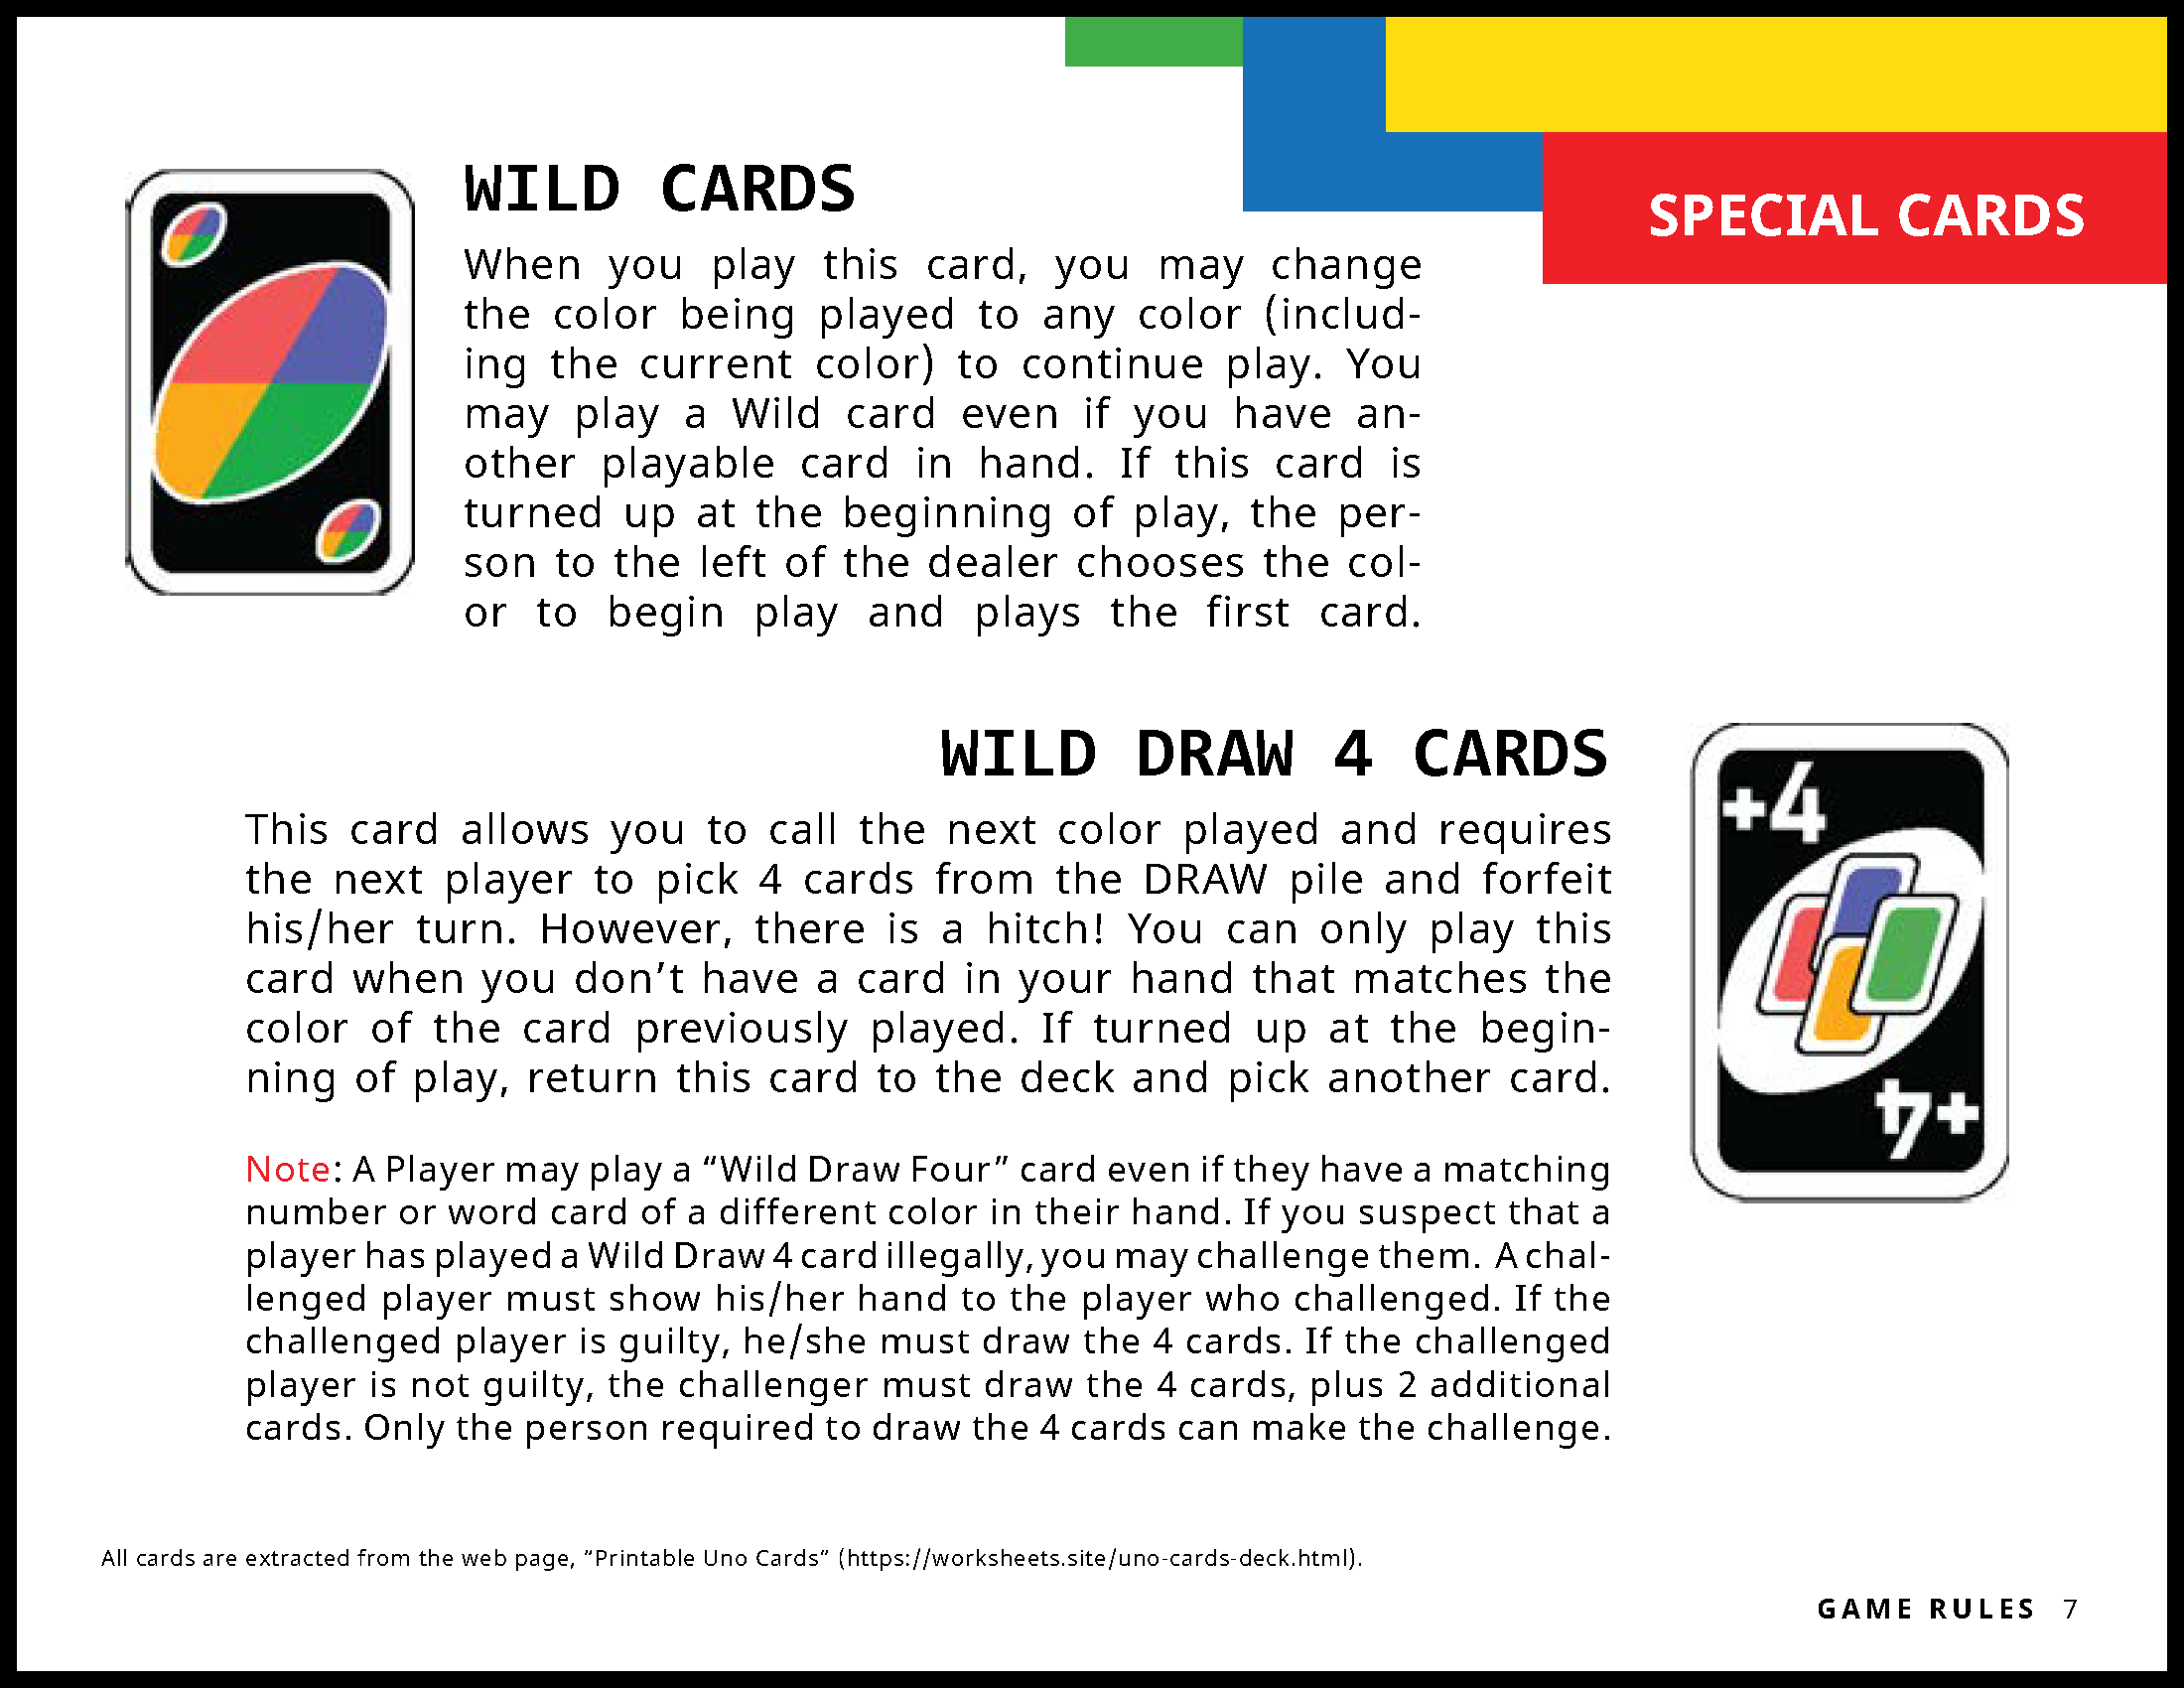 SPECIAL CARDS
WILD CARDS
When you play this card, you may change
the color being played to any color (includ-
ing the current color) to continue play. You
may play a Wild card even if you have an-
other playable card in hand. If this card is
turned up at the beginning of play, the per-
son to the left of the dealer chooses the col-
or to begin play and plays the first card.
WILD DRAW 4 CARDS
This card allows you to call the next color played and requires
the next player to pick 4 cards from the DRAW pile and forfeit
his/her turn. However, there is a hitch! You can only play this
card when you don’t have a card in your hand that matches the
color of the card previously played. If turned up at the begin-
ning of play, return this card to the deck and pick another card.
+4
+4
Note: A Player may play a “Wild Draw Four” card even if they have a matching
number or word card of a different color in their hand. If you suspect that a
player has played a Wild Draw 4 card illegally, you may challenge them. A chal-
lenged player must show his/her hand to the player who challenged. If the
challenged player is guilty, he/she must draw the 4 cards. If the challenged
player is not guilty, the challenger must draw the 4 cards, plus 2 additional
cards. Only the person required to draw the 4 cards can make the challenge.
All cards are extracted from the web page, “Printable Uno Cards” (https://worksheets.site/uno-cards-deck.html).
GAME RULES 7